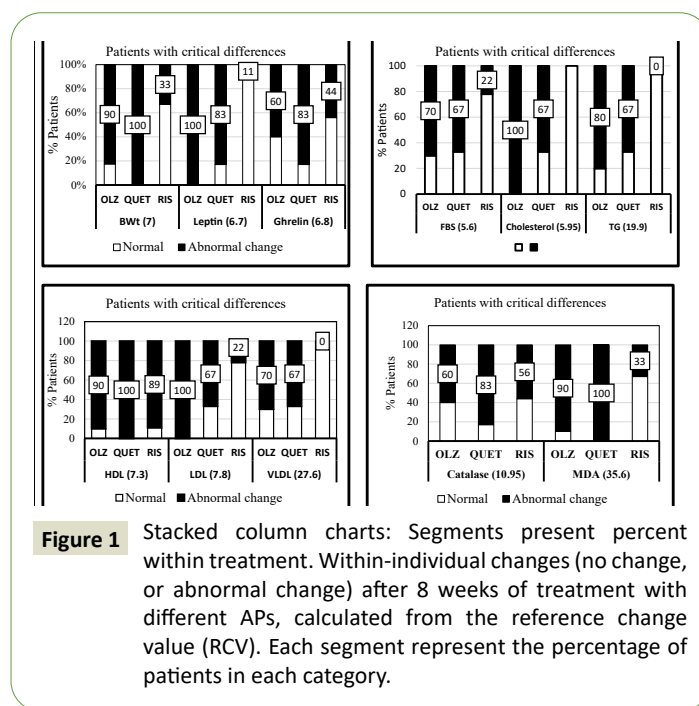 Patients with critical differences
100%
80%
60%
40%
20%
0%
% Patients
90
100
33
100
83
11
60
83
44
OLZ QUET RIS OLZ QUET RIS OLZ QUET RIS
BWt (7) Leptin (6.7) Ghrelin (6.8)
□Normal ■Abnormal change
Patients with critical differences
100
80
60
40
20
0
% Patients
70
67
22
100
67
80
67
0
OLZ QUET RIS OLZ QUET RIS OLZ QUET RIS
FBS (5.6) Cholesterol (5.95) TG (19.9)
Patients with critical differences
120
100
80
60
40
20
0
% Patients
90
100
89
100
67
22
70
67
0
OLZ QUET RIS OLZ QUET RIS OLZ QUET RIS
HDL (7.3) LDL (7.8) VLDL (27.6)
□Normal ■Abnormal change
Patients with critical differences
120
100
80
60
40
20
0
% Patients
60
83
56
90
100
33
OLZ QUET RIS OLZ QUET RIS
Catalase (10.95) MDA (35.6)
□Normal ■Abnormal change
Figure 1 Stacked column charts: Segments present percent
within treatment. Within-individual changes (no change,
or abnormal change) after 8 weeks of treatment with
different APs, calculated from the reference change
value (RCV). Each segment represent the percentage of
patients in each category.